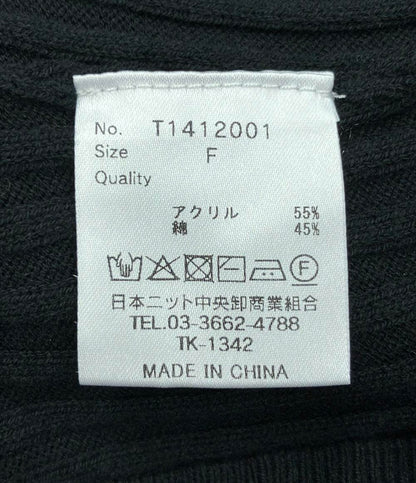 No. T1412001
Size F
Quality
アクリル 55%
綿 45%
F
日本ニット中央卸商業組合
TEL.03-3662-4788
TK-1342
MADE IN CHINA